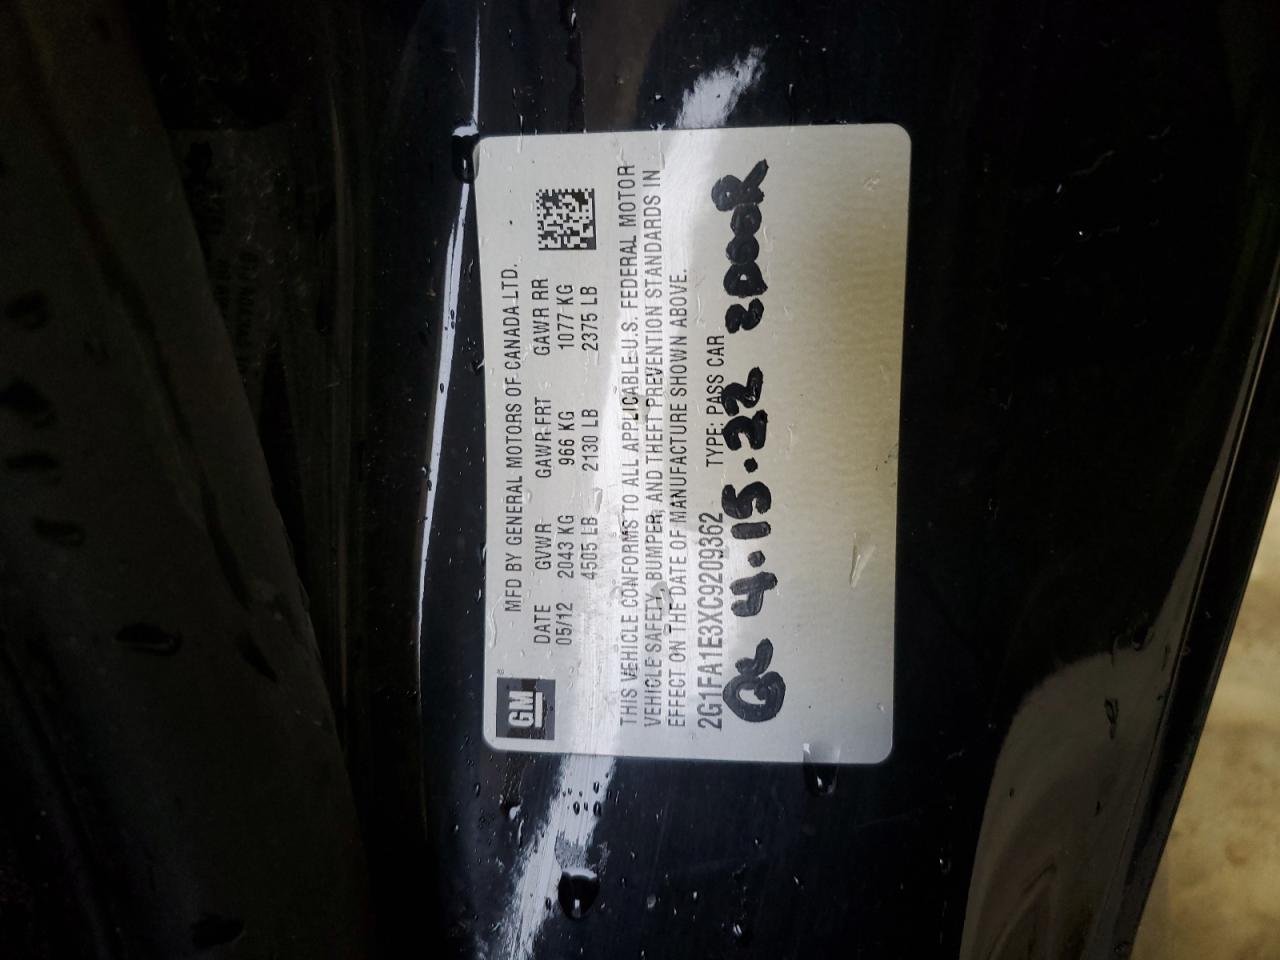 GM
MFD BY GENERAL MOTORS OF CANADA LTD.
DATE GVWR GAWR FRT GAWR RR
05/12 2043 KG 966 KG 1077 KG
4505 LB 2130 LB 2375 LB
THIS VEHICLE CONFORMS TO ALL APPLICABLE U.S. FEDERAL MOTOR
VEHICLE SAFETY, BUMPER, AND THEFT PREVENTION STANDARDS IN
EFFECT ON THE DATE OF MANUFACTURE SHOWN ABOVE.
2G1FA1E3XC9209362 TYPE: PASS CAR
4.15.22 2DOOR